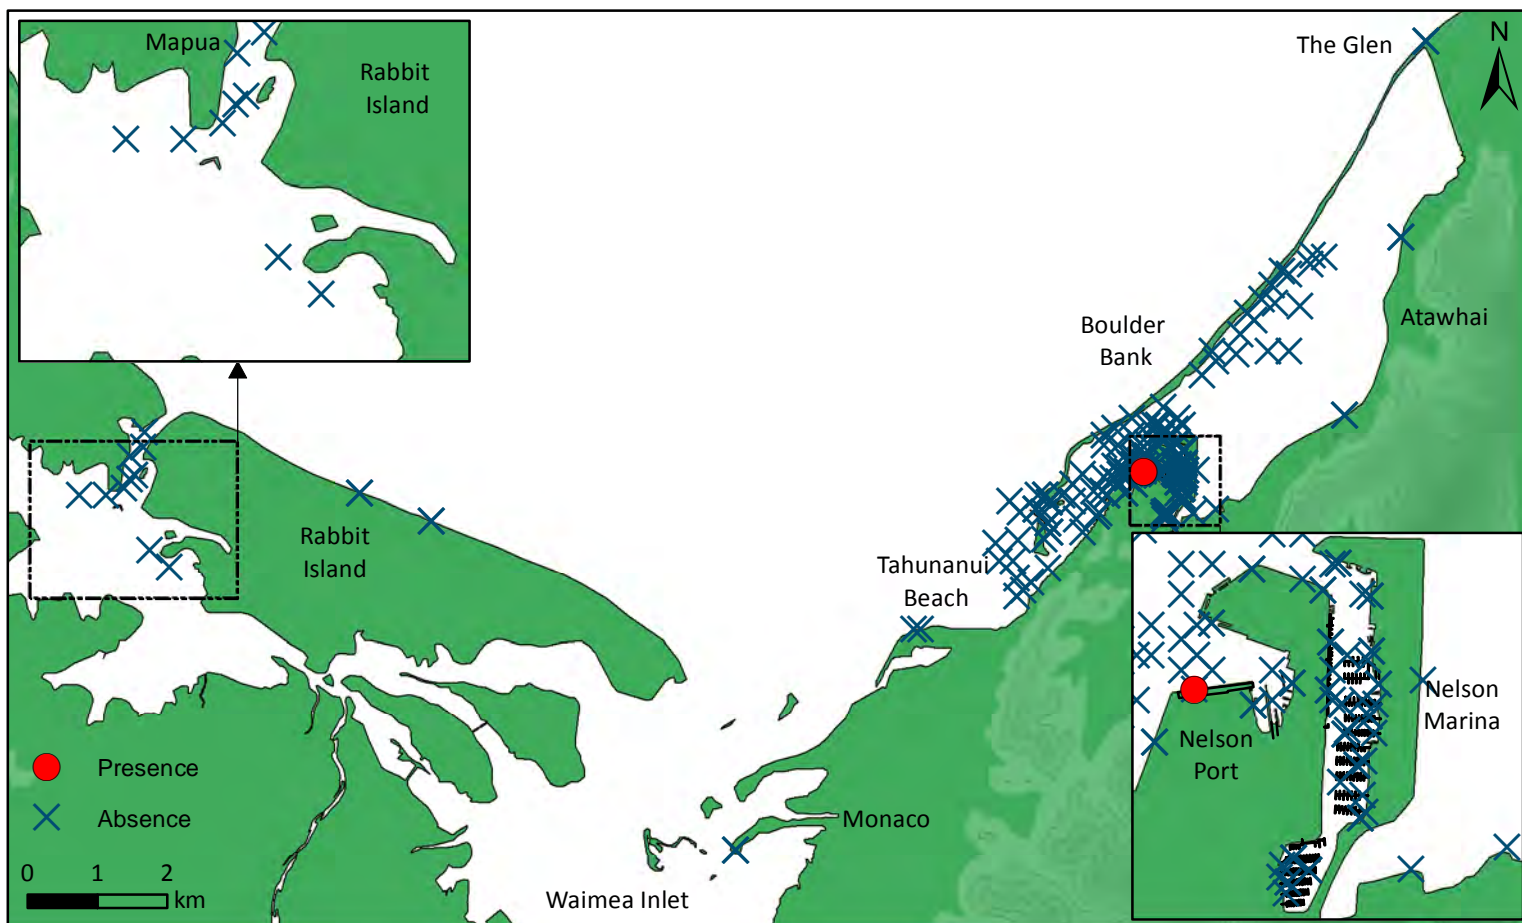 Mapua
Rabbit
Island
The Glen
N
Boulder
Bank
Atawhai
Rabbit
Island
Tahunanui
Beach
Nelson
Marina
Nelson
Port
Presence
Absence
Monaco
0 1 2
km
Waimea Inlet